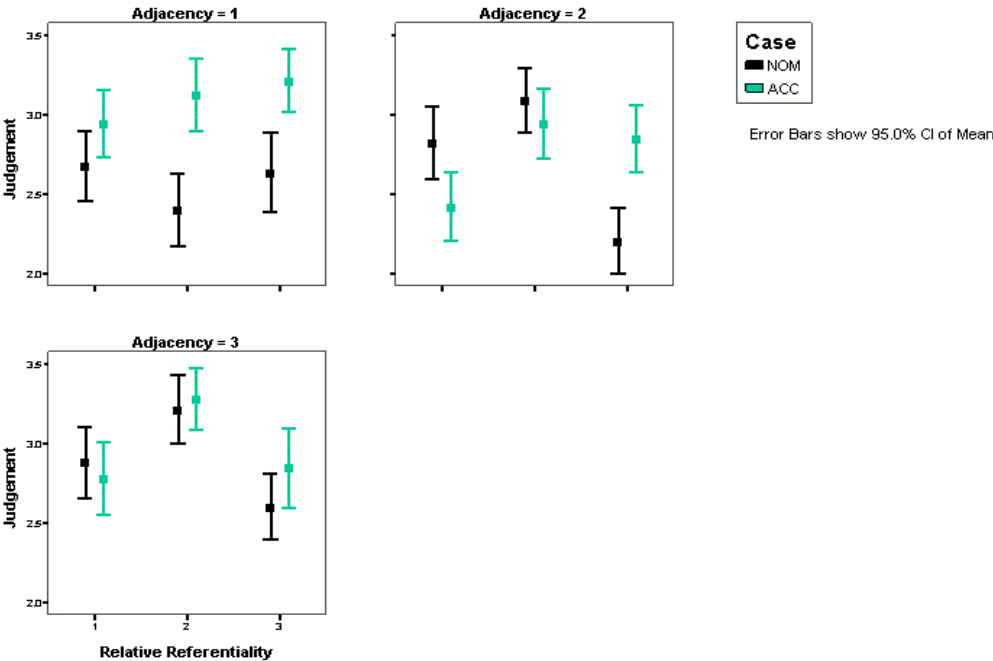 Adjacency = 1
Adjacency = 2
3.5
3.0
2.5
2.0
Judgement
Case
NOM
ACC
Error Bars show 95.0% CI of Mean
Adjacency = 3
3.5
3.0
2.5
2.0
Judgement
1 2 3
Relative Referentiality